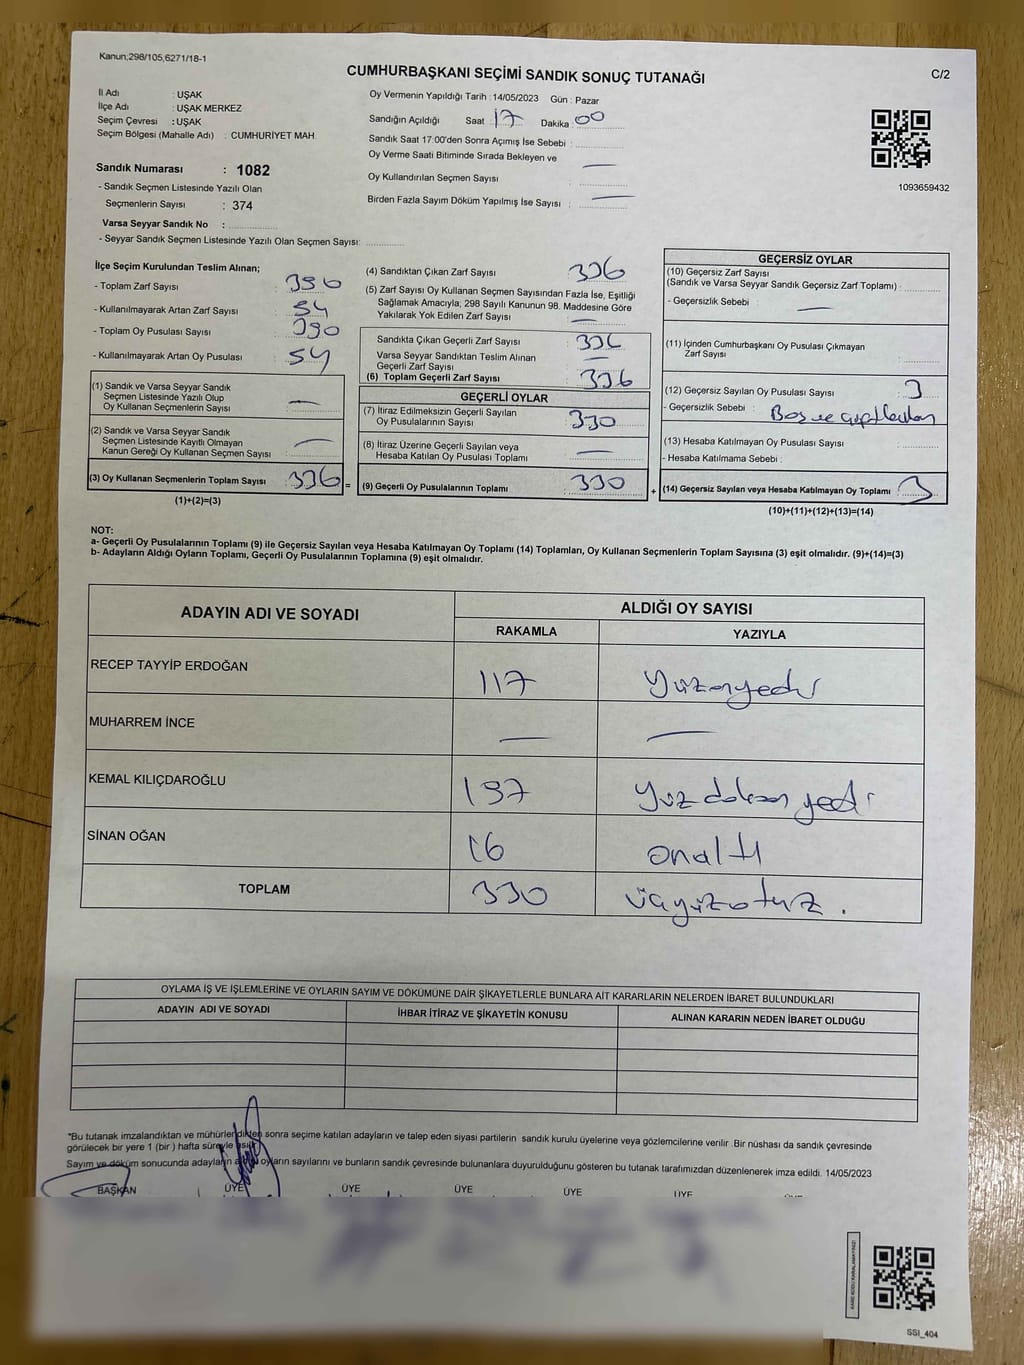 Kanun;298/105,6271/18-1
CUMHURBAŞKANI SEÇİMİ SANDIK SONUÇ TUTANAĞI
C/2
İl Adı : UŞAK
İlçe Adı : UŞAK MERKEZ
Seçim Çevresi : UŞAK
Seçim Bölgesi (Mahalle Adı) : CUMHURİYET MAH.
Sandık Numarası : 1082
- Sandık Seçmen Listesinde Yazılı Olan
Seçmenlerin Sayısı : 374
Varsa Seyyar Sandık No :
- Seyyar Sandık Seçmen Listesinde Yazılı Olan Seçmen Sayısı:
Oy Vermenin Yapıldığı Tarih : 14/05/2023 Gün : Pazar
Sandığın Açıldığı Saat 17 Dakika : 00
Sandık Saat 17:00'den Sonra Açımış İse Sebebi :
Oy Verme Saati Bitiminde Sırada Bekleyen ve
Oy Kullandırılan Seçmen Sayısı :
Birden Fazla Sayım Döküm Yapılmış İse Sayısı :
1093659432
İlçe Seçim Kurulundan Teslim Alınan;
- Toplam Zarf Sayısı : 390
- Kullanılmayarak Artan Zarf Sayısı : 54
- Toplam Oy Pusulası Sayısı : 390
- Kullanılmayarak Artan Oy Pusulası : 54
(1) Sandık ve Varsa Seyyar Sandık
Seçmen Listesinde Yazılı Olup
Oy Kullanan Seçmenlerin Sayısı :
(2) Sandık ve Varsa Seyyar Sandık
Seçmen Listesinde Kayıtlı Olmayan
Kanun Gereği Oy Kullanan Seçmen Sayısı :
(3) Oy Kullanan Seçmenlerin Toplam Sayısı : 336 =
(1)+(2)=(3)
(4) Sandıktan Çıkan Zarf Sayısı : 336
(5) Zarf Sayısı Oy Kullanan Seçmen Sayısından Fazla İse, Eşitliği
Sağlamak Amacıyla; 298 Sayılı Kanunun 98. Maddesine Göre
Yakılarak Yok Edilen Zarf Sayısı :
Sandıkta Çıkan Geçerli Zarf Sayısı : 336
Varsa Seyyar Sandıktan Teslim Alınan
Geçerli Zarf Sayısı :
(6) Toplam Geçerli Zarf Sayısı : 336
GEÇERLİ OYLAR
(7) İtiraz Edilmeksizin Geçerli Sayılan
Oy Pusulalarının Sayısı : 330
(8) İtiraz Üzerine Geçerli Sayılan veya
Hesaba Katılan Oy Pusulası Toplamı :
(9) Geçerli Oy Pusulalarının Toplamı : 330 +
GEÇERSİZ OYLAR
(10) Geçersiz Zarf Sayısı
(Sandık ve Varsa Seyyar Sandık Geçersiz Zarf Toplamı) :
- Geçersizlik Sebebi :
(11) İçinden Cumhurbaşkanı Oy Pusulası Çıkmayan
Zarf Sayısı :
(12) Geçersiz Sayılan Oy Pusulası Sayısı : 3
- Geçersizlik Sebebi : Boş ve
(13) Hesaba Katılmayan Oy Pusulası Sayısı :
- Hesaba Katılmama Sebebi :
(14) Geçersiz Sayılan veya Hesaba Katılmayan Oy Toplamı : 3
(10)+(11)+(12)+(13)=(14)
NOT:
a- Geçerli Oy Pusulalarının Toplamı (9) ile Geçersiz Sayılan veya Hesaba Katılmayan Oy Toplamı (14) Toplamları, Oy Kullanan Seçmenlerin Toplam Sayısına (3) eşit olmalıdır. (9)+(14)=(3)
b- Adayların Aldığı Oyların Toplamı, Geçerli Oy Pusulalarının Toplamına (9) eşit olmalıdır.
ADAYIN ADI VE SOYADI
ALDIĞI OY SAYISI
RAKAMLA YAZIYLA
RECEP TAYYİP ERDOĞAN 117 Yüzonyedi
MUHARREM İNCE
KEMAL KILIÇDAROĞLU 197 Yüz doksan yedi
SİNAN OĞAN 16 onaltı
TOPLAM 330 üçyüzotuz.
OYLAMA İŞ VE İŞLEMLERİNE VE OYLARIN SAYIM VE DÖKÜMÜNE DAİR ŞİKAYETLERLE BUNLARA AİT KARARLARIN NELERDEN İBARET BULUNDUKLARI
ADAYIN ADI VE SOYADI İHBAR İTİRAZ VE ŞİKAYETİN KONUSU ALINAN KARARIN NEDEN İBARET OLDUĞU
*Bu tutanak imzalandıktan ve mühürlendikten sonra seçime katılan adayların ve talep eden siyasi partilerin sandık kurulu üyelerine veya gözlemcilerine verilir .Bir nüshası da sandık çevresinde
görülecek bir yere 1 (bir ) hafta süreyle asılır.
Sayım ve döküm sonucunda adayların aldığı oyların sayılarını ve bunların sandık çevresinde bulunanlara duyurulduğunu gösteren bu tutanak tarafımızdan düzenlenerek imza edildi. 14/05/2023
BAŞKAN ÜYE ÜYE ÜYE ÜYE ÜYE ÜYE
SSI_404